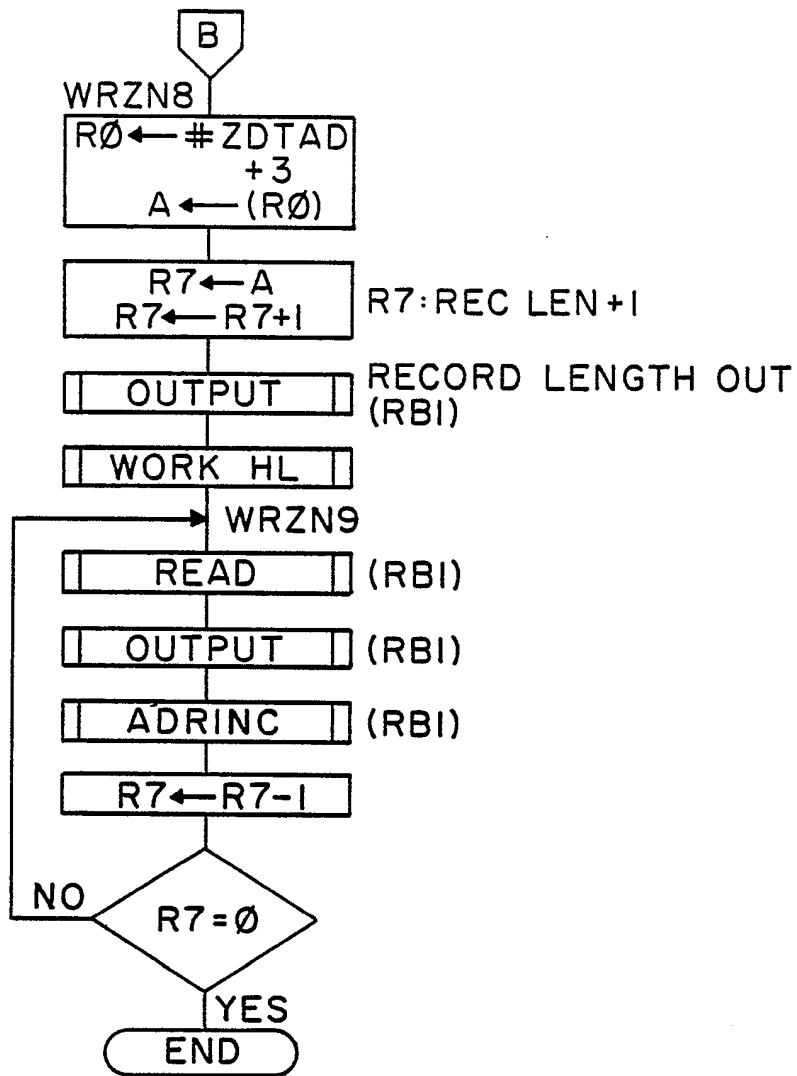 B
WRZN8
RØ ← # ZDTAD
+3
A ← (RØ)
R7 ← A
R7 ← R7+1
R7: REC LEN +1
OUTPUT
RECORD LENGTH OUT
(RB1)
WORK HL
WRZN9
READ
(RB1)
OUTPUT
(RB1)
ADRINC
(RB1)
R7 ← R7-1
NO
R7=Ø
YES
END